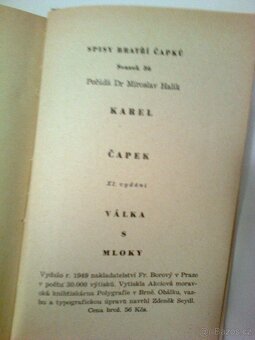 SPISY BRATŘÍ ČAPKŮ
Svazek 36
Pořádá Dr Miroslav Halík
KAREL
ČAPEK
XI. vydání
VÁLKA
S
MLOKY
Vydalo r. 1949 nakladatelství Fr. Borový v Praze
v počtu 30.000 výtisků. Vytiskla Akciová morav-
ská knihtiskárna Polygrafie v Brně. Obálku, vaz-
bu a typografickou úpravu navrhl Zdeněk Seydl.
Cena brož. 56 Kčs.